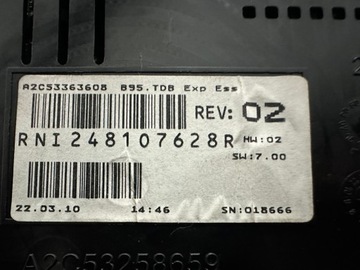 A2C53363608 B95.TDB Exp Ess
REV: 02
RNI248107628R
HW:02
SW:7.00
22.03.10 14:46 SN:018666
A2C53258659